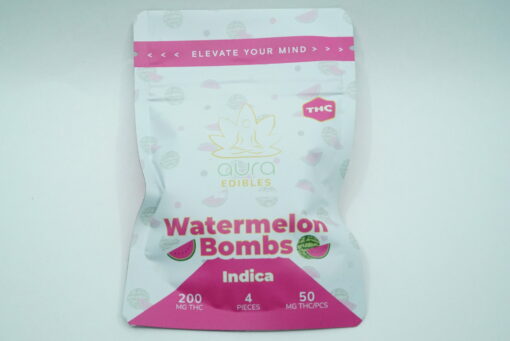 < < < ELEVATE YOUR MIND > > >
THC
aura
EDIBLES
Watermelon
Bombs
Indica
200 4 50
MG THC PIECES MG THC/PCS